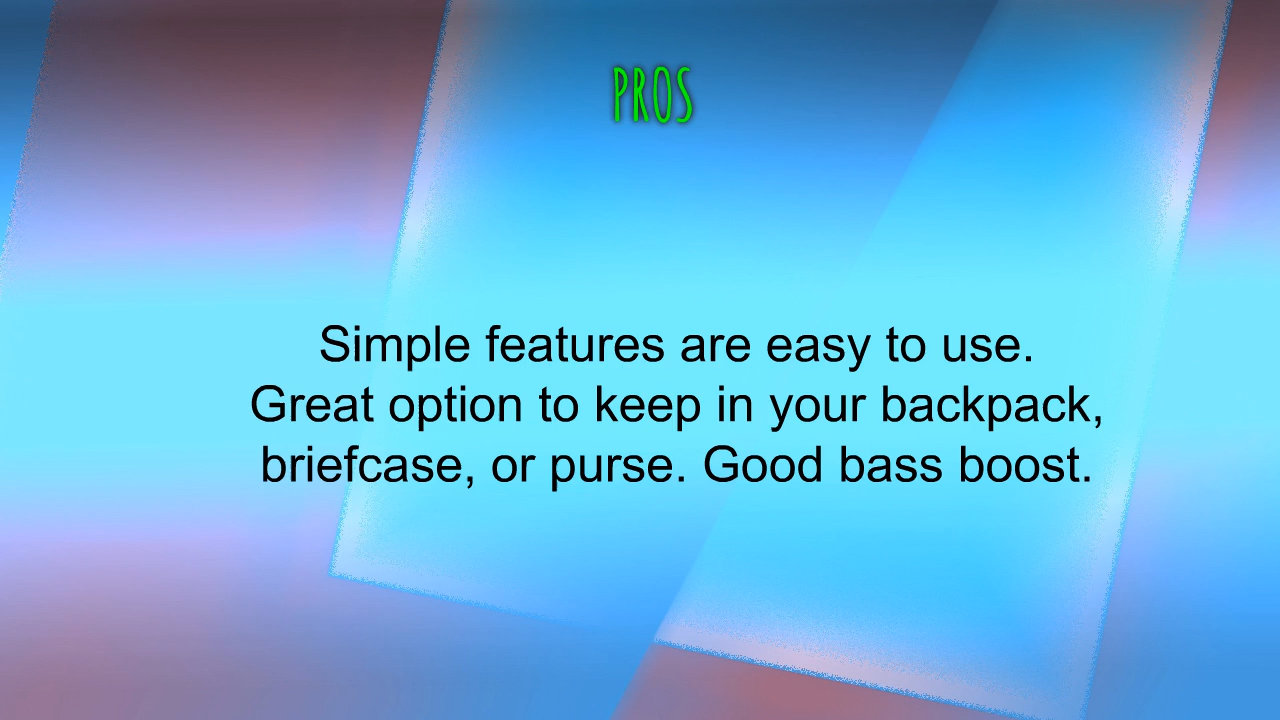 PROS
Simple features are easy to use.
Great option to keep in your backpack,
briefcase, or purse. Good bass boost.